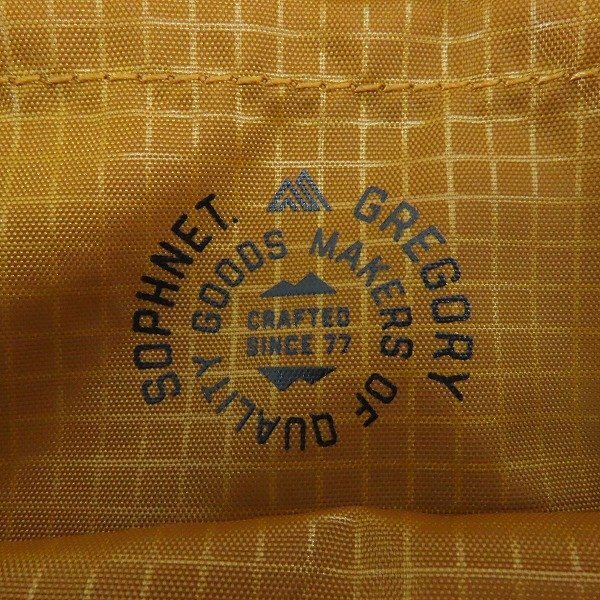 SOPHNET. GREGORY
MAKERS OF QUALITY GOODS
CRAFTED
SINCE 77